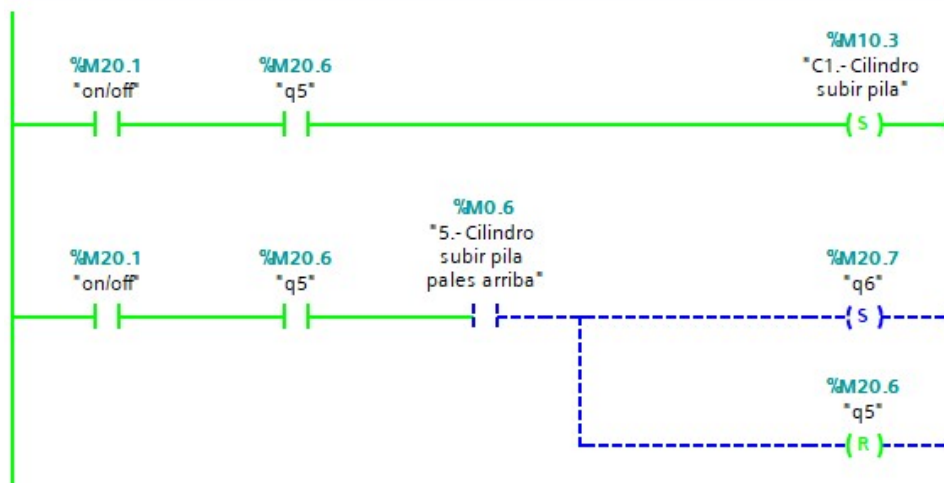 %M10.3
%M20.1 %M20.6 "C1.- Cilindro
"on/off" "q5" subir pila"
S
%M0.6
"5.- Cilindro
%M20.1 %M20.6 subir pila %M20.7
"on/off" "q5" pales arriba" "q6"
S
%M20.6
"q5"
R